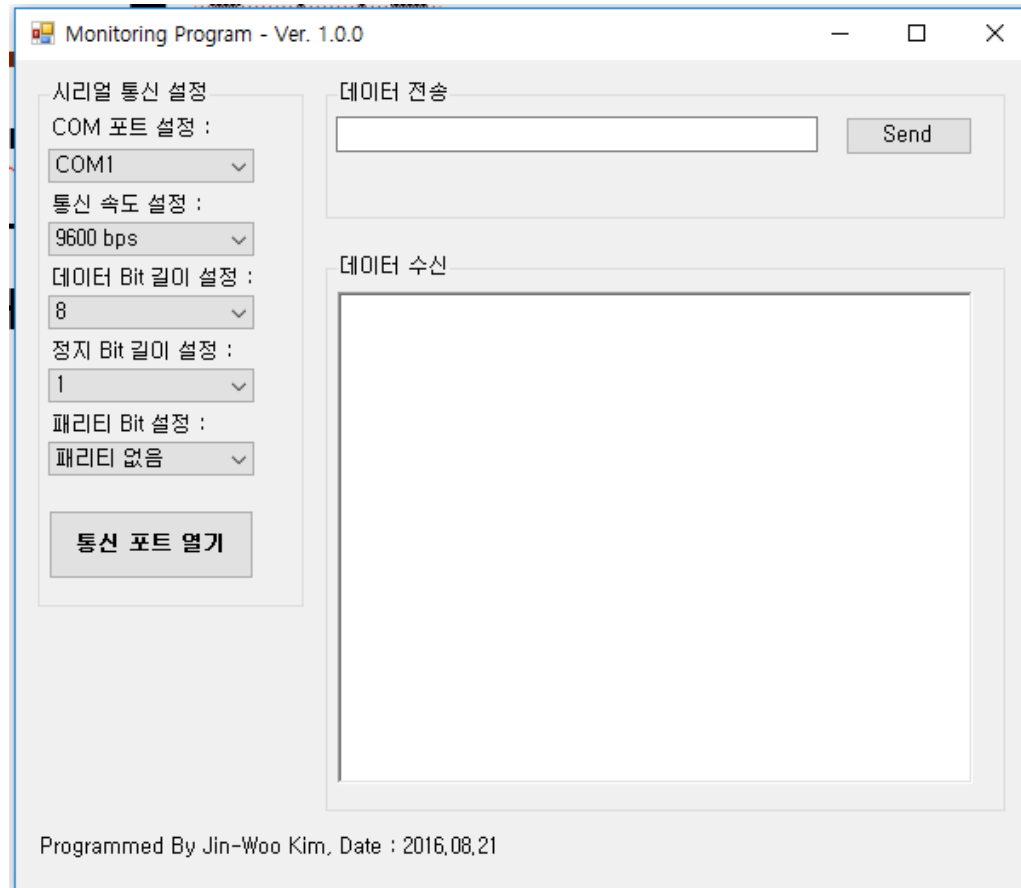 Monitoring Program - Ver. 1.0.0
시리얼 통신 설정
COM 포트 설정 :
COM1
통신 속도 설정 :
9600 bps
데이터 Bit 길이 설정 :
8
정지 Bit 길이 설정 :
1
패리티 Bit 설정 :
패리티 없음
통신 포트 열기
데이터 전송
Send
데이터 수신
Programmed By Jin-Woo Kim, Date : 2016.08.21